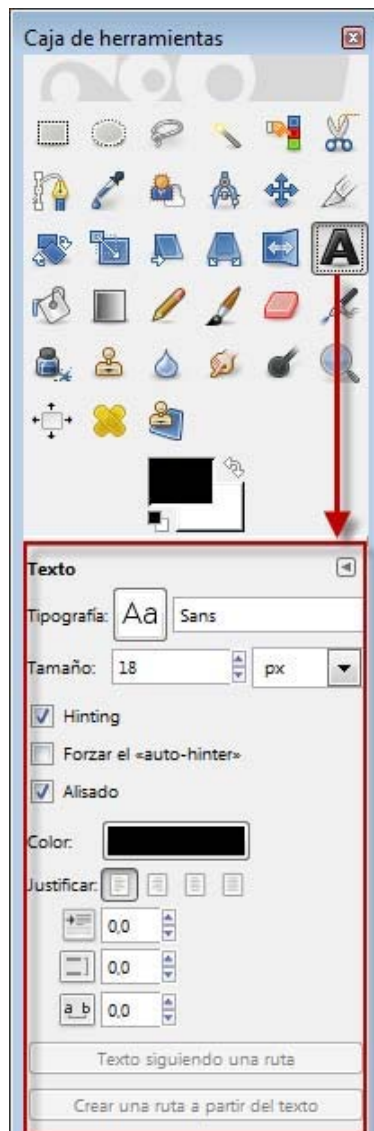 Caja de herramientas
A
Texto
Tipografía: Aa Sans
Tamaño: 18 px
Hinting
Forzar el «auto-hinter»
Alisado
Color:
Justificar:
0,0
0,0
a b 0,0
Texto siguiendo una ruta
Crear una ruta a partir del texto